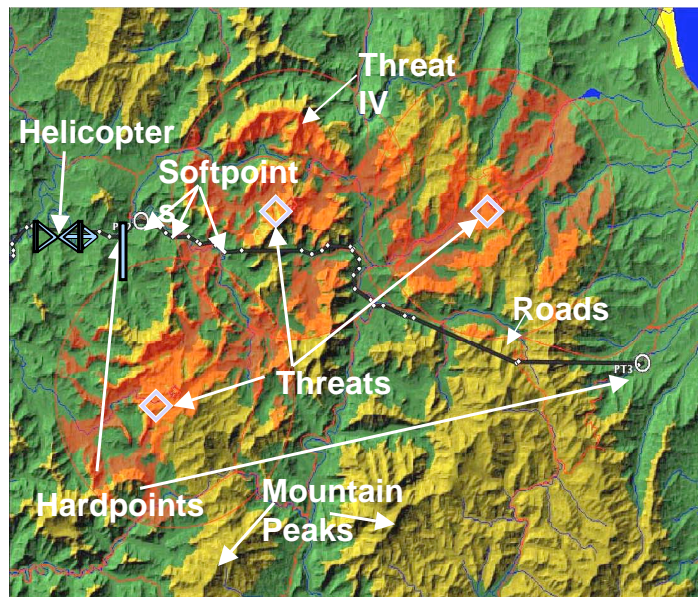 Threat
IV
Helicopter
Softpoint
s
Roads
PT3
Threats
Hardpoints
Mountain
Peaks